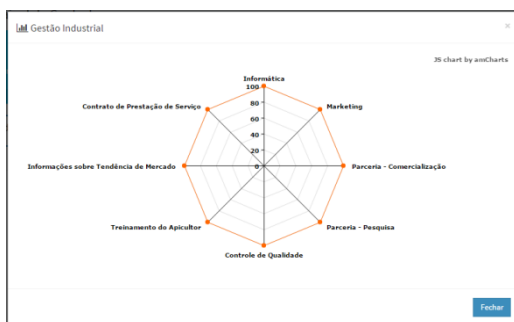 Gestão Industrial
×
JS chart by amCharts
Informática
100
Contrato de Prestação de Serviço
Marketing
80
60
40
20
0
Informações sobre Tendência de Mercado
Parceria - Comercialização
Treinamento do Apicultor
Parceria - Pesquisa
Controle de Qualidade
Fechar